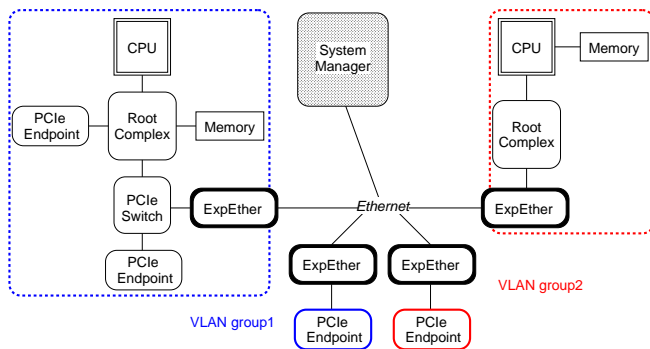 CPU
PCIe
Endpoint
Root
Complex
Memory
PCIe
Switch
ExpEther
PCIe
Endpoint
VLAN group1
System
Manager
Ethernet
ExpEther
ExpEther
PCIe
Endpoint
PCIe
Endpoint
CPU
Memory
Root
Complex
ExpEther
VLAN group2